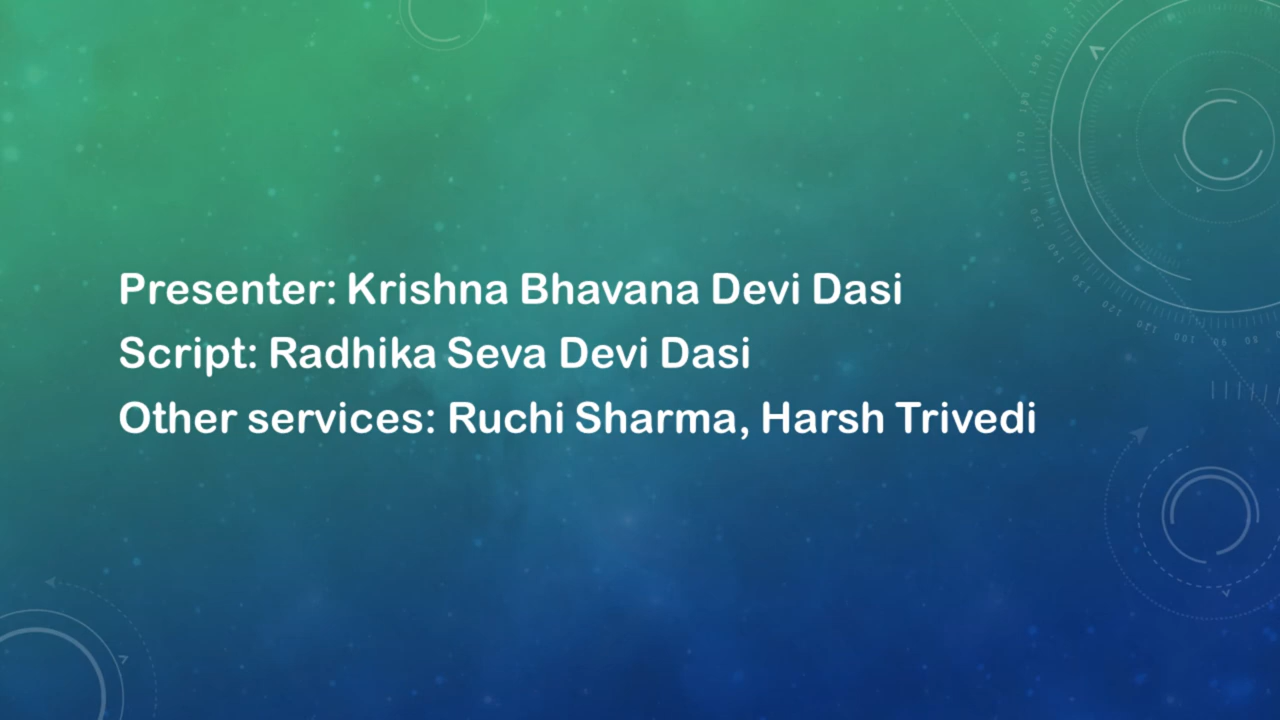 Presenter: Krishna Bhavana Devi Dasi
Script: Radhika Seva Devi Dasi
Other services: Ruchi Sharma, Harsh Trivedi